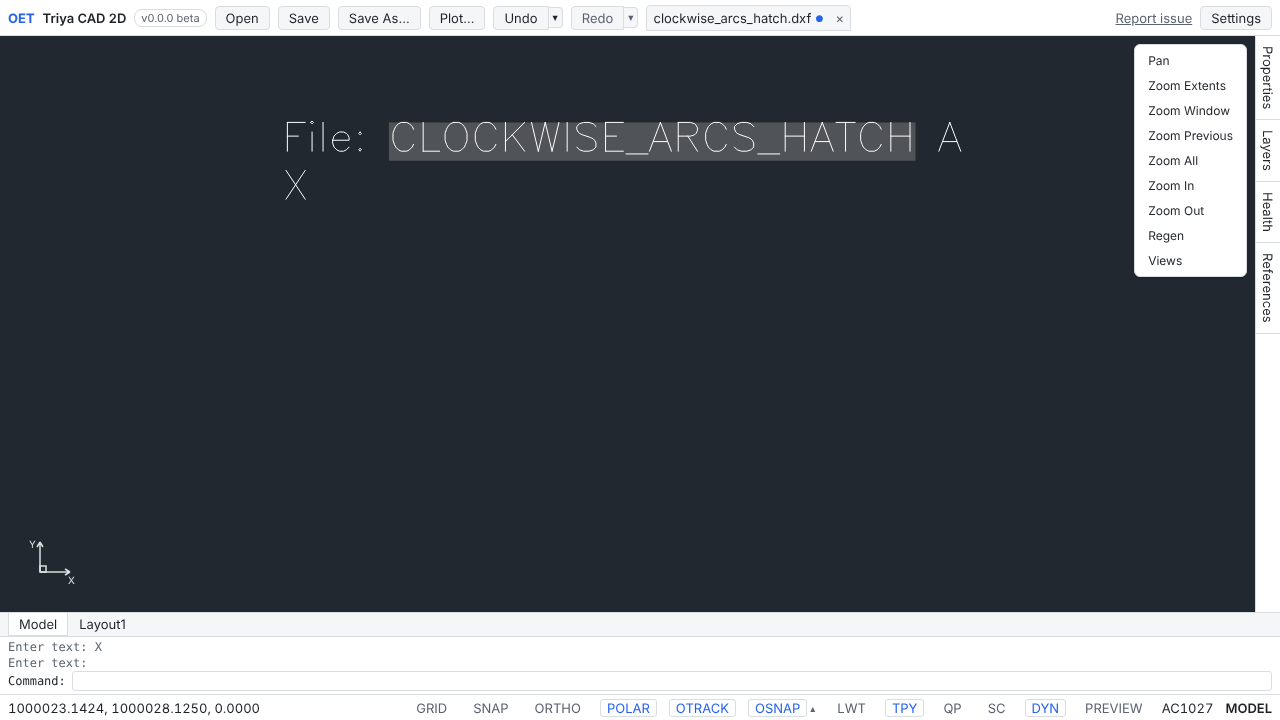 OET Triya CAD 2D v0.0.0 beta Open Save Save As... Plot... Undo ▾ Redo ▾ clockwise_arcs_hatch.dxf × Report issue Settings
File: CLOCKWISE_ARCS_HATCH A
X
Pan
Zoom Extents
Zoom Window
Zoom Previous
Zoom All
Zoom In
Zoom Out
Regen
Views
Properties
Layers
Health
References
Y
X
Model Layout1
Enter text: X
Enter text:
Command:
1000023.1424, 1000028.1250, 0.0000 GRID SNAP ORTHO POLAR OTRACK OSNAP ▴ LWT TPY QP SC DYN PREVIEW AC1027 MODEL